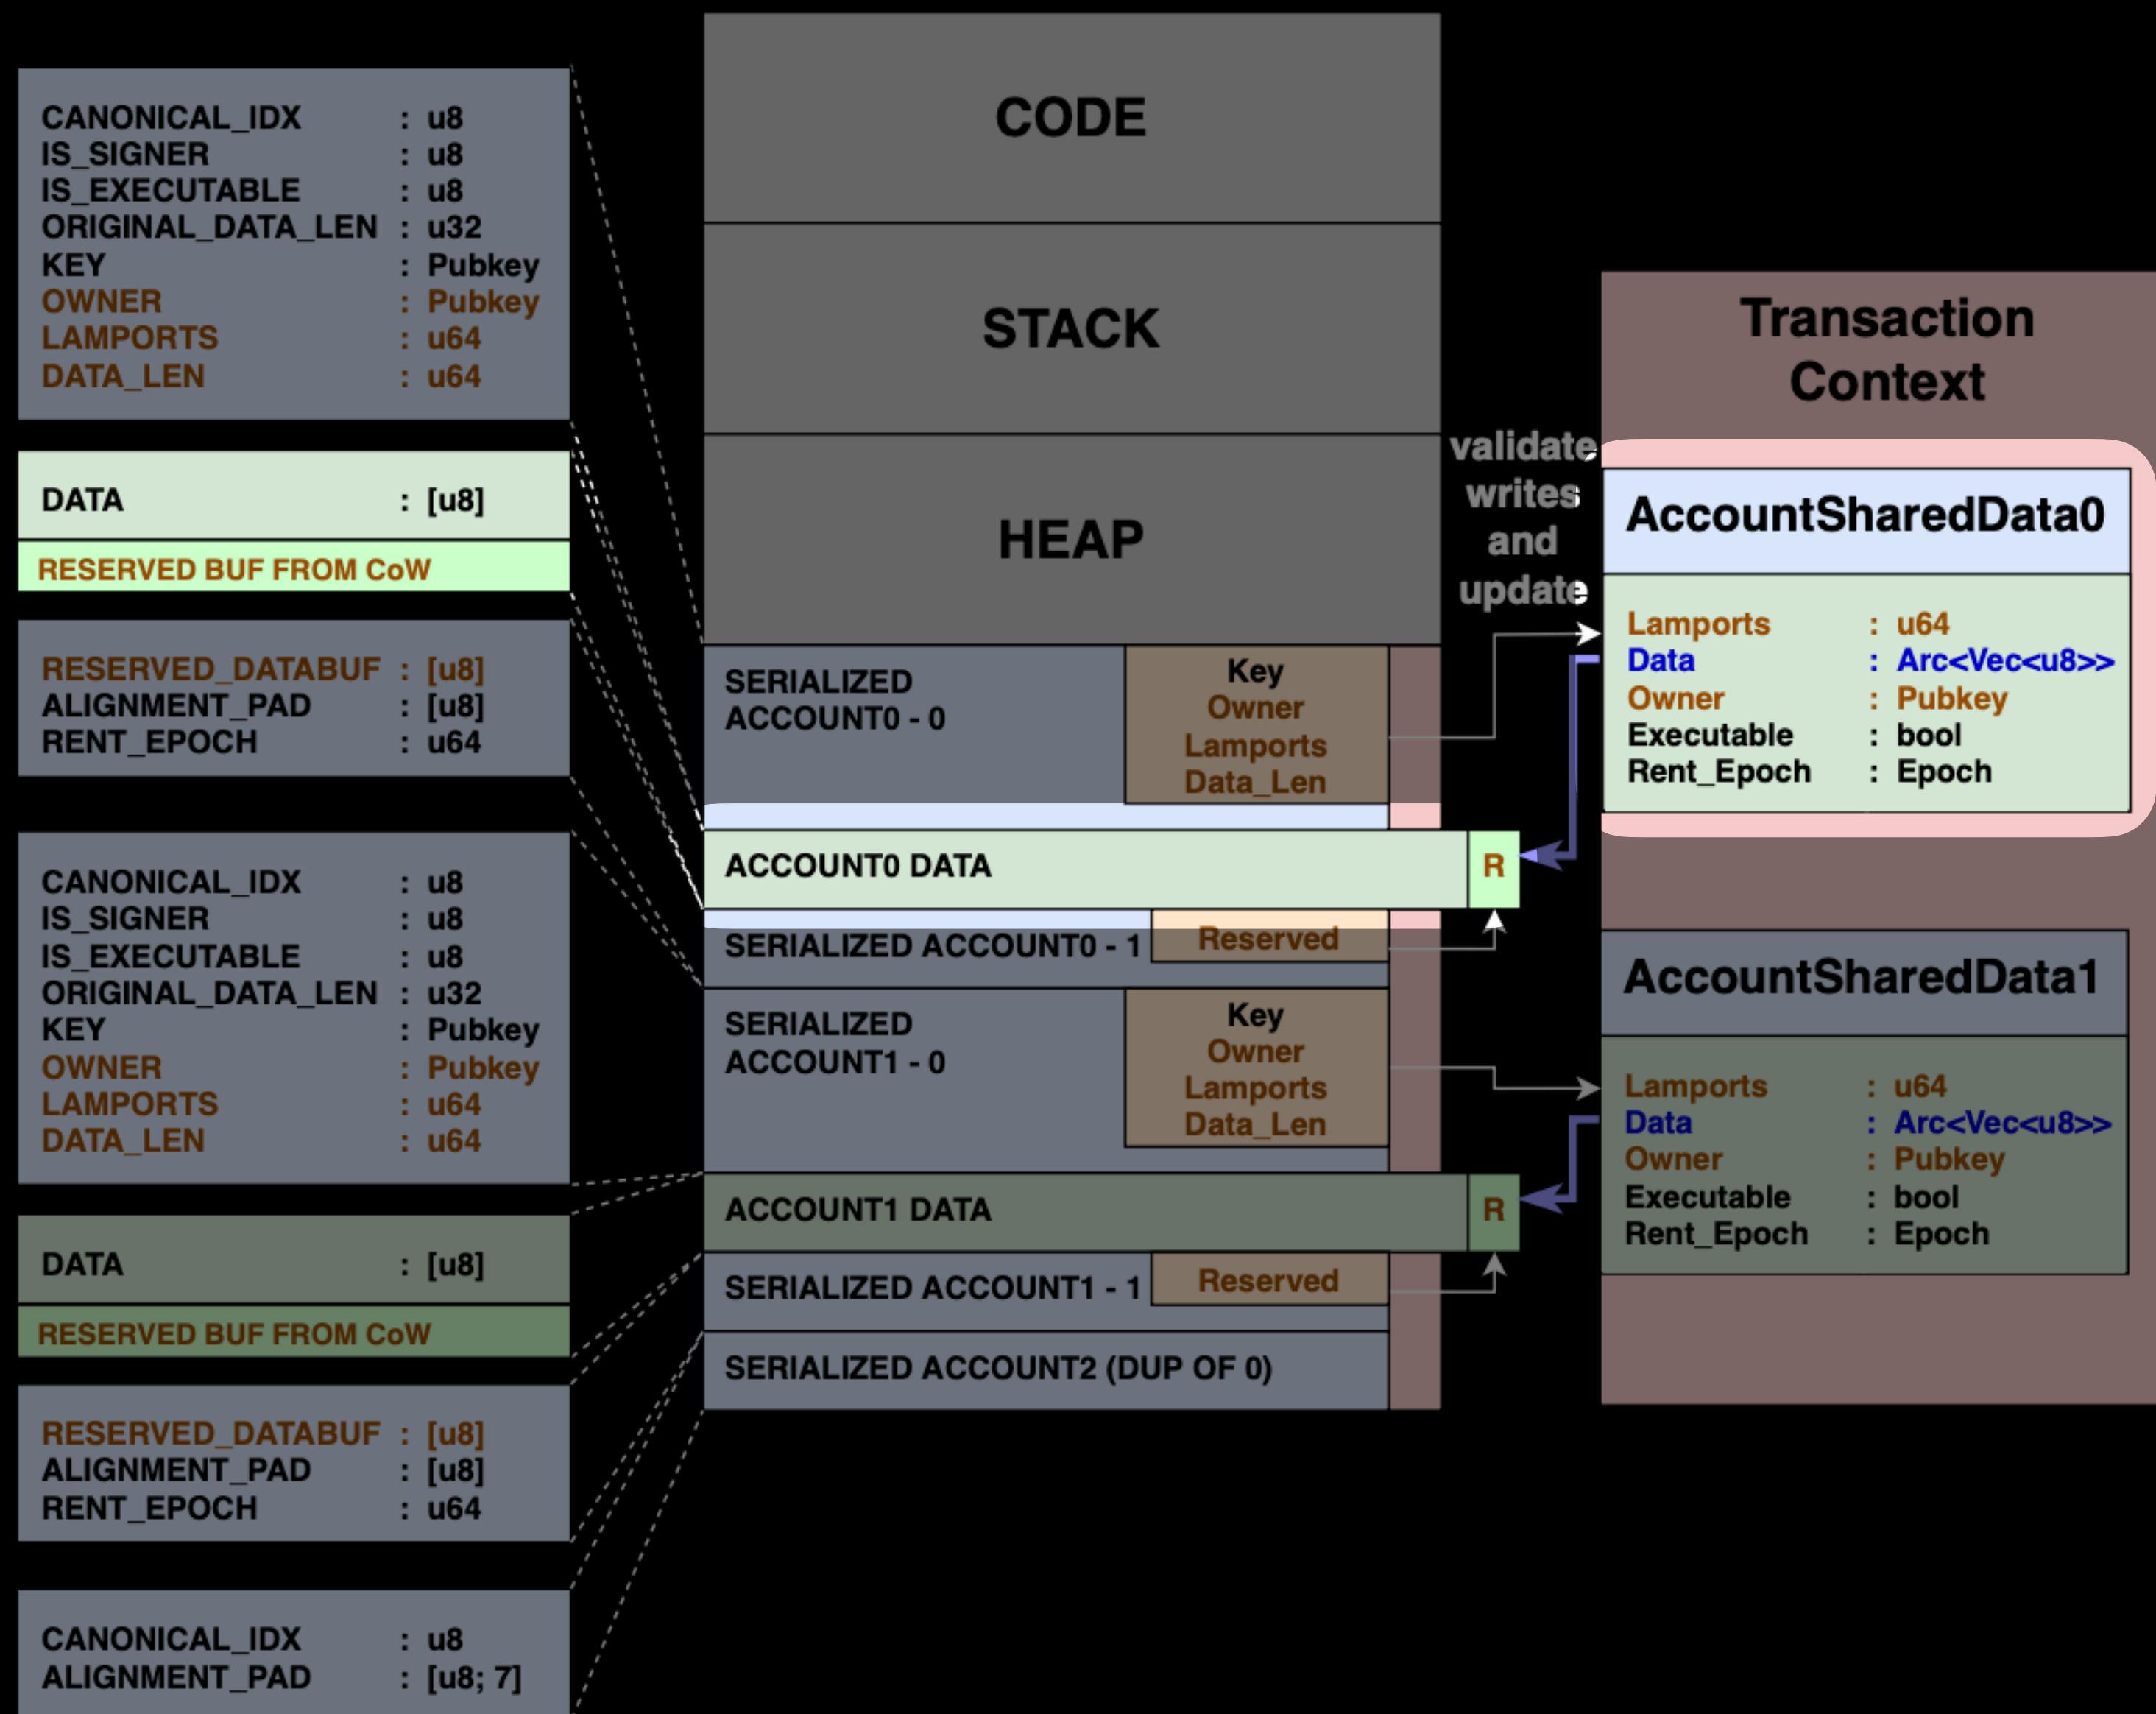 CANONICAL_IDX : u8
IS_SIGNER : u8
IS_EXECUTABLE : u8
ORIGINAL_DATA_LEN : u32
KEY : Pubkey
OWNER : Pubkey
LAMPORTS : u64
DATA_LEN : u64
DATA : [u8]
RESERVED BUF FROM CoW
RESERVED_DATABUF : [u8]
ALIGNMENT_PAD : [u8]
RENT_EPOCH : u64
CANONICAL_IDX : u8
IS_SIGNER : u8
IS_EXECUTABLE : u8
ORIGINAL_DATA_LEN : u32
KEY : Pubkey
OWNER : Pubkey
LAMPORTS : u64
DATA_LEN : u64
DATA : [u8]
RESERVED BUF FROM CoW
RESERVED_DATABUF : [u8]
ALIGNMENT_PAD : [u8]
RENT_EPOCH : u64
CANONICAL_IDX : u8
ALIGNMENT_PAD : [u8; 7]
CODE
STACK
HEAP
SERIALIZED
ACCOUNT0 - 0
Key
Owner
Lamports
Data_Len
ACCOUNT0 DATA
R
SERIALIZED ACCOUNT0 - 1
Reserved
SERIALIZED
ACCOUNT1 - 0
Key
Owner
Lamports
Data_Len
ACCOUNT1 DATA
R
SERIALIZED ACCOUNT1 - 1
Reserved
SERIALIZED ACCOUNT2 (DUP OF 0)
validate
writes
and
update
Transaction
Context
AccountSharedData0
Lamports : u64
Data : Arc<Vec<u8>>
Owner : Pubkey
Executable : bool
Rent_Epoch : Epoch
AccountSharedData1
Lamports : u64
Data : Arc<Vec<u8>>
Owner : Pubkey
Executable : bool
Rent_Epoch : Epoch